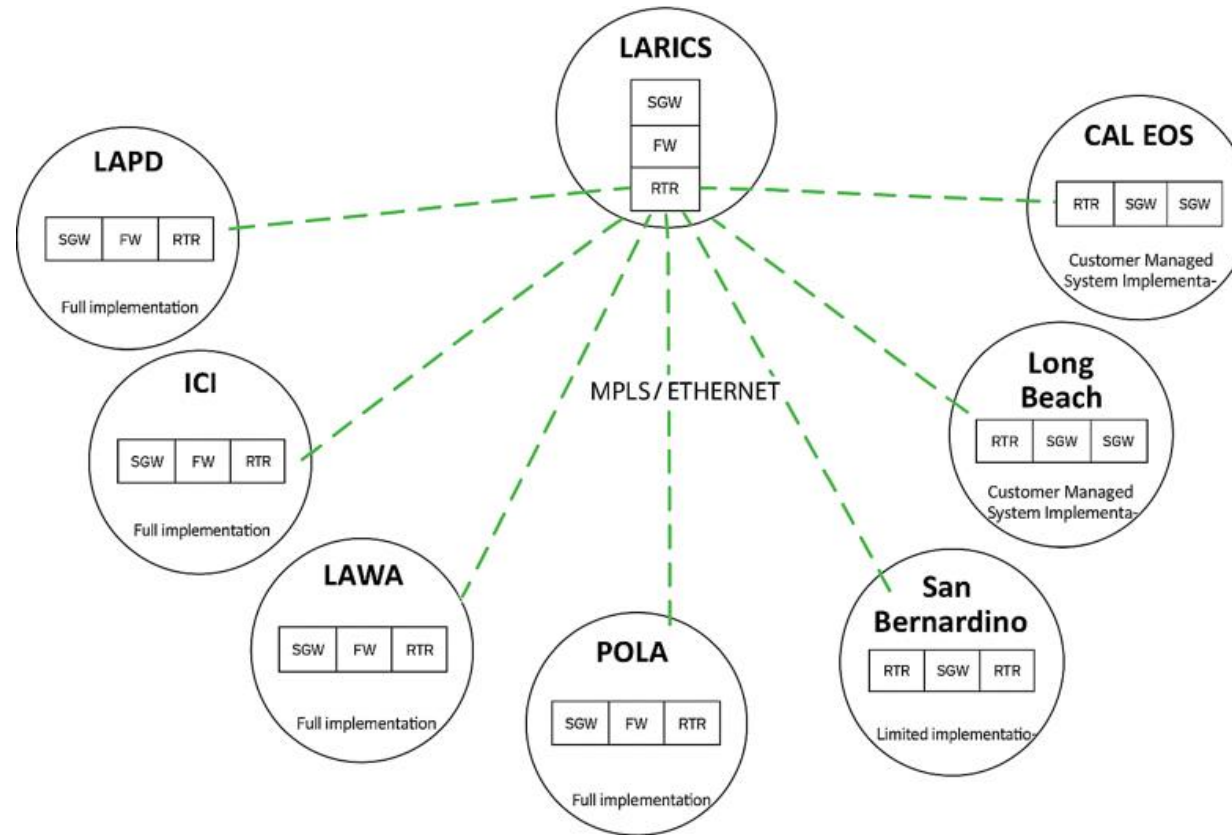 LARICS
SGW
FW
RTR
LAPD
SGW FW RTR
Full implementation
CAL EOS
RTR SGW SGW
Customer Managed
System Implementa-
ICI
SGW FW RTR
Full implementation
MPLS / ETHERNET
Long
Beach
RTR SGW SGW
Customer Managed
System Implementa-
LAWA
SGW FW RTR
Full implementation
POLA
SGW FW RTR
Full implementation
San
Bernardino
RTR SGW RTR
Limited implementatio-